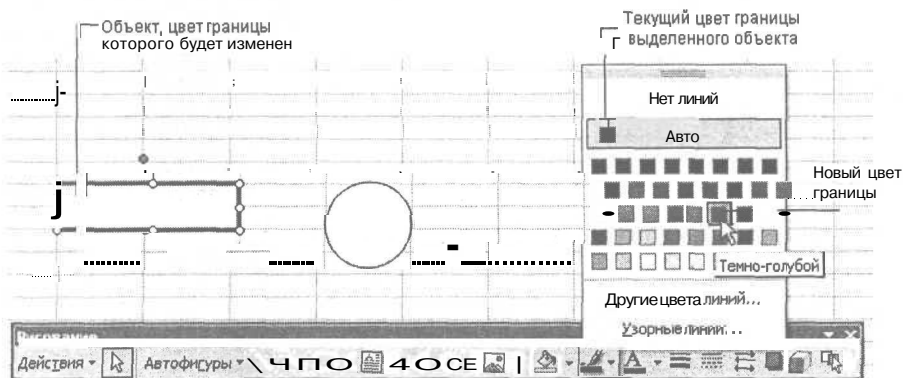 Объект, цвет границы
которого будет изменен
Текущий цвет границы
выделенного объекта
Нет линий
Авто
Новый цвет
границы
Темно-голубой
Другие цвета линий...
Узорные линии...
Рисование
Действия
Автофигуры